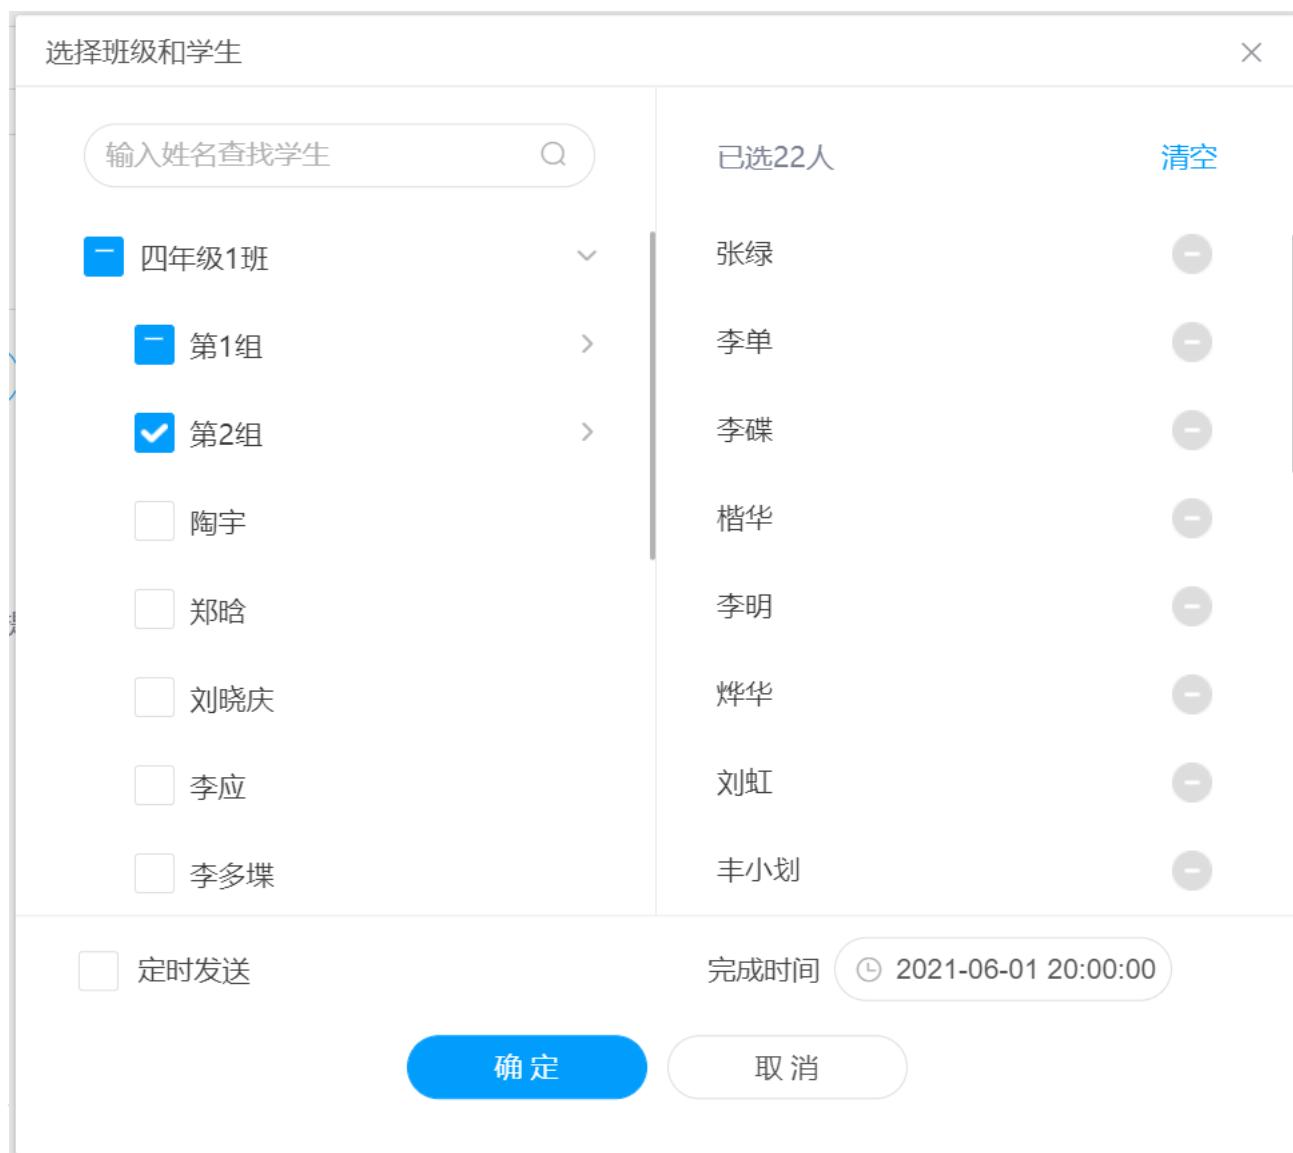 选择班级和学生
输入姓名查找学生
四年级1班
第1组
第2组
陶宇
郑晗
刘晓庆
李应
李多堞
已选22人
清空
张绿
李单
李碟
楷华
李明
烨华
刘虹
丰小划
定时发送
完成时间
2021-06-01 20:00:00
确 定
取 消